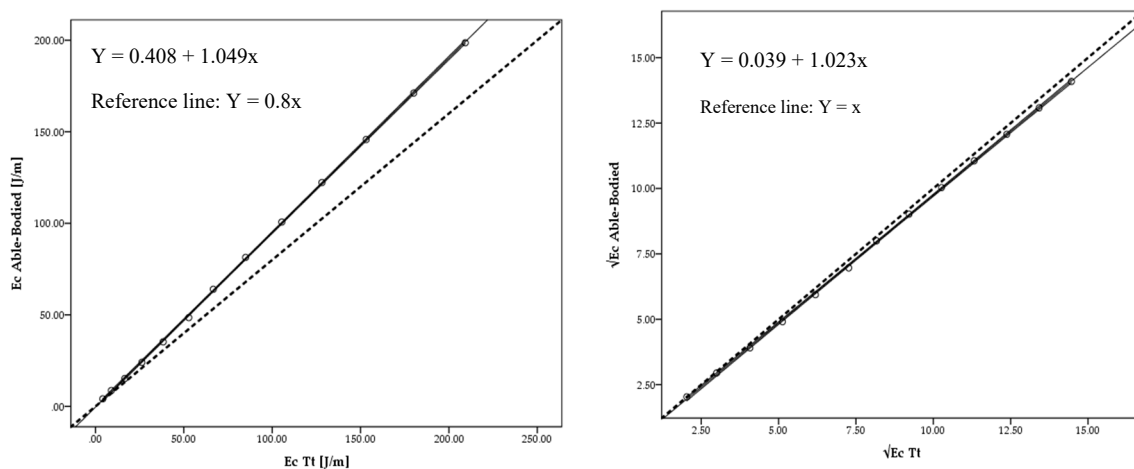 Y = 0.408 + 1.049x
Reference line: Y = 0.8x
Ec Able-Bodied [J/m]
200.00
150.00
100.00
50.00
.00
.00 50.00 100.00 150.00 200.00 250.00
Ec Tt [J/m]
Y = 0.039 + 1.023x
Reference line: Y = x
√Ec Able-Bodied
15.00
12.50
10.00
7.50
5.00
2.50
2.50 5.00 7.50 10.00 12.50 15.00
√Ec Tt